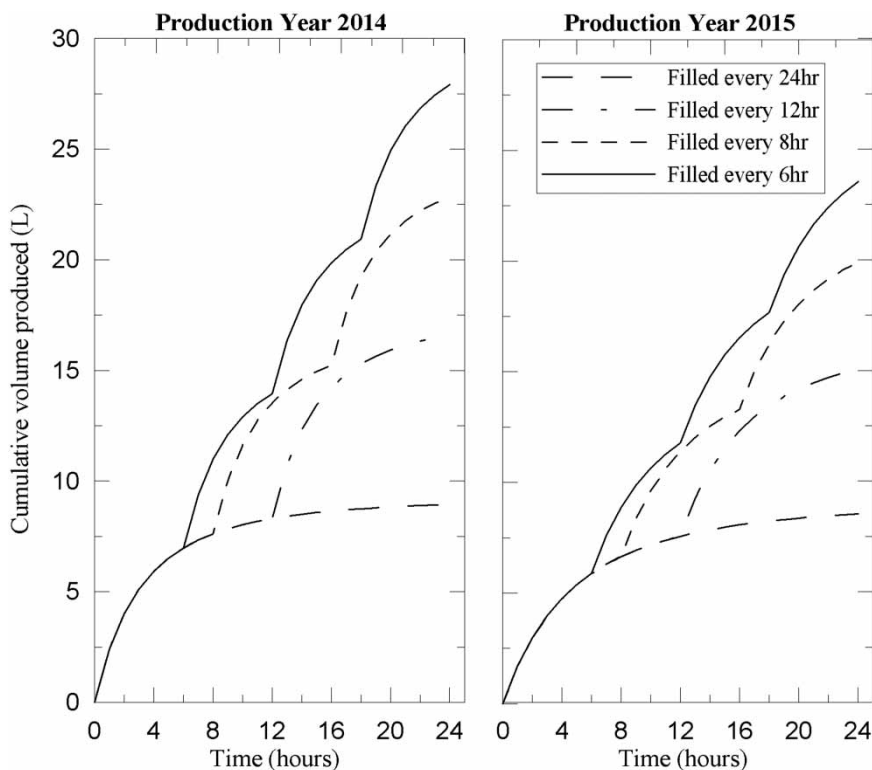 Production Year 2014
Production Year 2015
30
25
20
15
10
5
0
Cumulative volume produced (L)
Filled every 24hr
Filled every 12hr
Filled every 8hr
Filled every 6hr
0 4 8 12 16 20 24
0 4 8 12 16 20 24
Time (hours)
Time (hours)